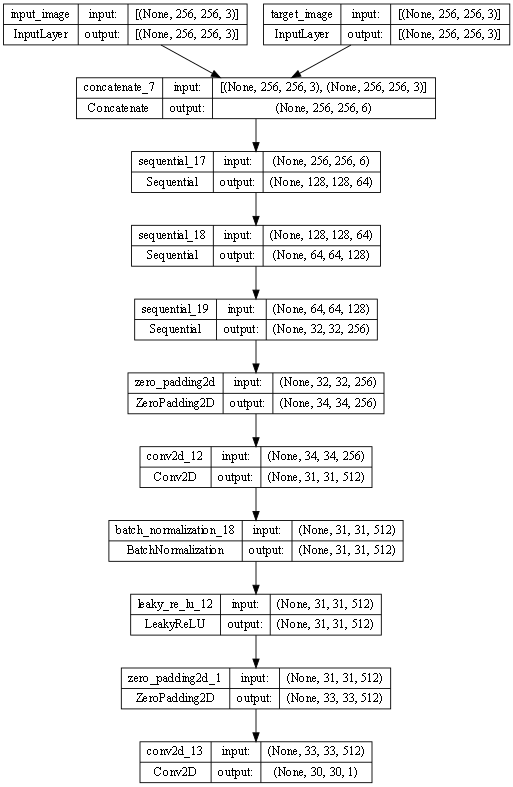 input_image input: [(None, 256, 256, 3)]
InputLayer output: [(None, 256, 256, 3)]
target_image input: [(None, 256, 256, 3)]
InputLayer output: [(None, 256, 256, 3)]
concatenate_7 input: [(None, 256, 256, 3), (None, 256, 256, 3)]
Concatenate output: (None, 256, 256, 6)
sequential_17 input: (None, 256, 256, 6)
Sequential output: (None, 128, 128, 64)
sequential_18 input: (None, 128, 128, 64)
Sequential output: (None, 64, 64, 128)
sequential_19 input: (None, 64, 64, 128)
Sequential output: (None, 32, 32, 256)
zero_padding2d input: (None, 32, 32, 256)
ZeroPadding2D output: (None, 34, 34, 256)
conv2d_12 input: (None, 34, 34, 256)
Conv2D output: (None, 31, 31, 512)
batch_normalization_18 input: (None, 31, 31, 512)
BatchNormalization output: (None, 31, 31, 512)
leaky_re_lu_12 input: (None, 31, 31, 512)
LeakyReLU output: (None, 31, 31, 512)
zero_padding2d_1 input: (None, 31, 31, 512)
ZeroPadding2D output: (None, 33, 33, 512)
conv2d_13 input: (None, 33, 33, 512)
Conv2D output: (None, 30, 30, 1)